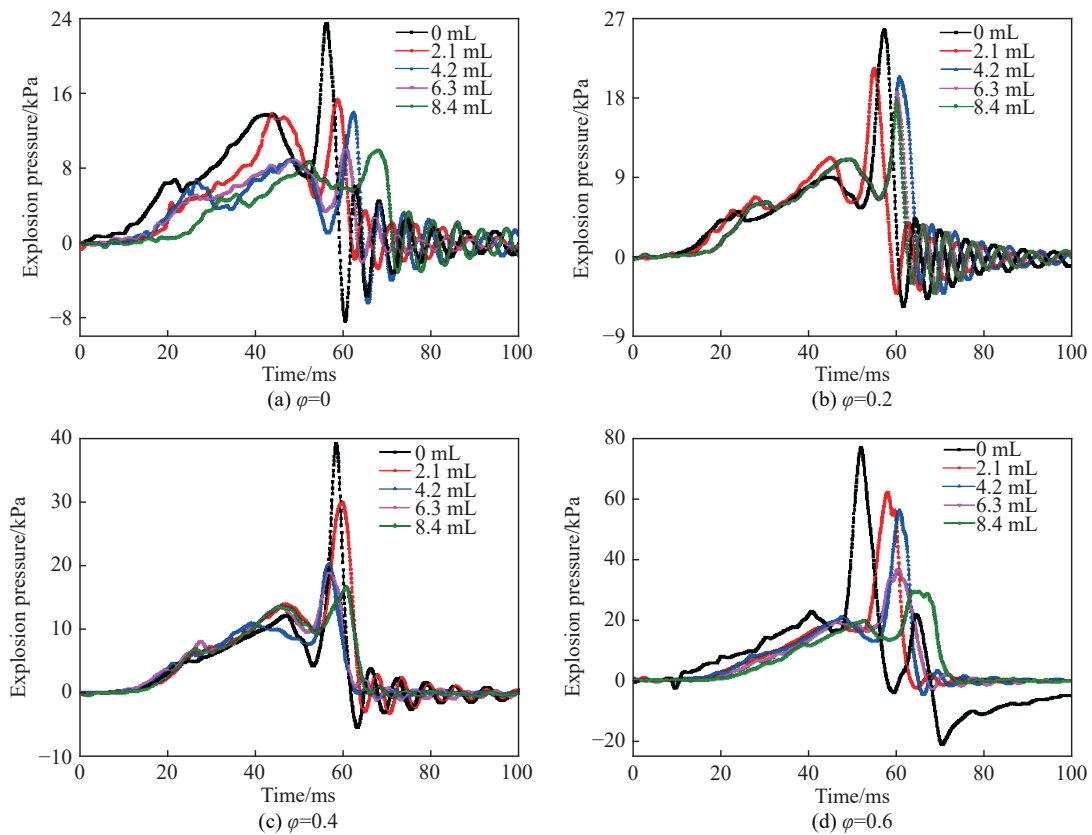 24
16
8
0
−8
Explosion pressure/kPa
0 mL
2.1 mL
4.2 mL
6.3 mL
8.4 mL
0 20 40 60 80 100
Time/ms
(a) φ=0
27
18
9
0
−9
Explosion pressure/kPa
0 mL
2.1 mL
4.2 mL
6.3 mL
8.4 mL
0 20 40 60 80 100
Time/ms
(b) φ=0.2
40
30
20
10
0
−10
Explosion pressure/kPa
0 mL
2.1 mL
4.2 mL
6.3 mL
8.4 mL
0 20 40 60 80 100
Time/ms
(c) φ=0.4
80
60
40
20
0
−20
Explosion pressure/kPa
0 mL
2.1 mL
4.2 mL
6.3 mL
8.4 mL
0 20 40 60 80 100
Time/ms
(d) φ=0.6